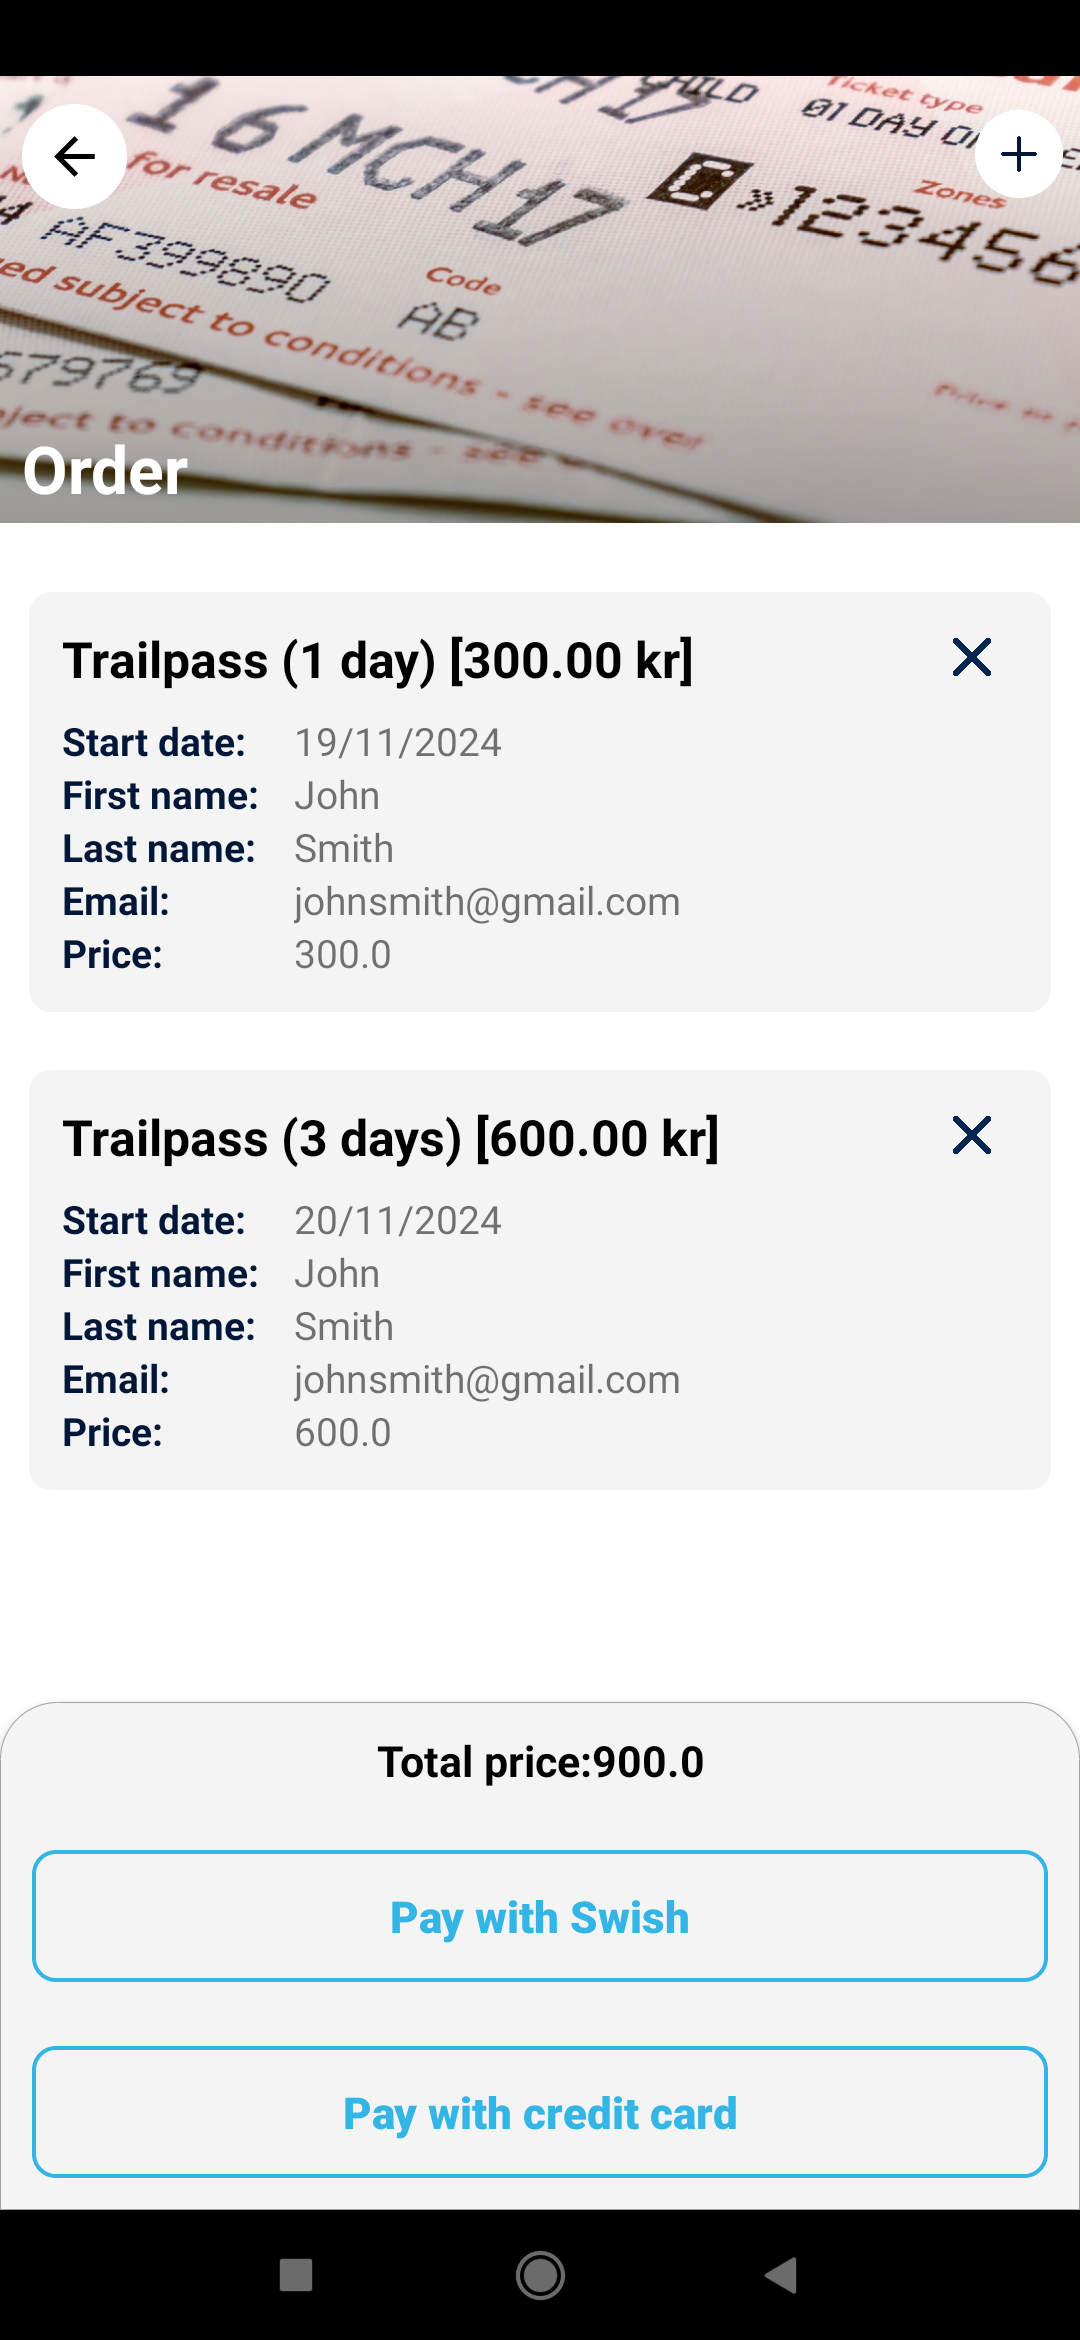 CHILD
Ticket type
16 MCH17
CH17
01 DAY
for resale
Zones
123456
AF399890
Code
AB
ed subject to conditions - see over
679769
ject to conditions - see
Order
Trailpass (1 day) [300.00 kr]
Start date: 19/11/2024
First name: John
Last name: Smith
Email: johnsmith@gmail.com
Price: 300.0
Trailpass (3 days) [600.00 kr]
Start date: 20/11/2024
First name: John
Last name: Smith
Email: johnsmith@gmail.com
Price: 600.0
Total price:900.0
Pay with Swish
Pay with credit card